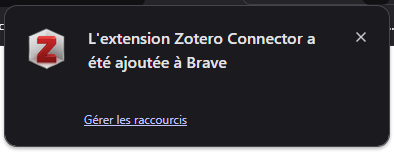 L'extension Zotero Connector a
été ajoutée à Brave
Gérer les raccourcis